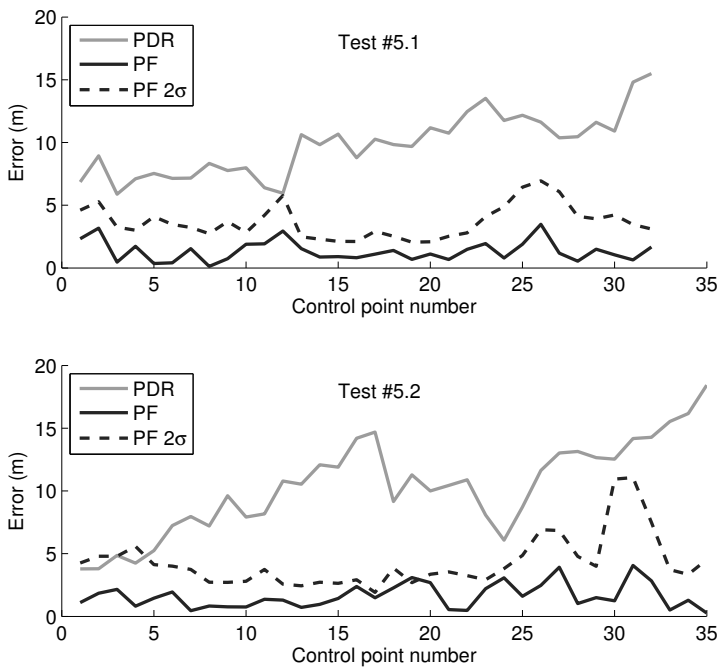 20
15
10
5
0
Error (m)
PDR
PF
PF 2σ
Test #5.1
0 5 10 15 20 25 30 35
Control point number
20
15
10
5
0
Error (m)
PDR
PF
PF 2σ
Test #5.2
0 5 10 15 20 25 30 35
Control point number